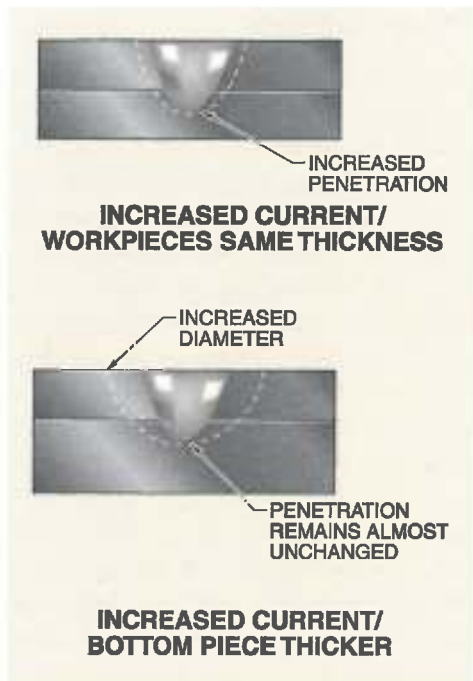 INCREASED
PENETRATION
INCREASED CURRENT/
WORKPIECES SAME THICKNESS
INCREASED
DIAMETER
PENETRATION
REMAINS ALMOST
UNCHANGED
INCREASED CURRENT/
BOTTOM PIECE THICKER